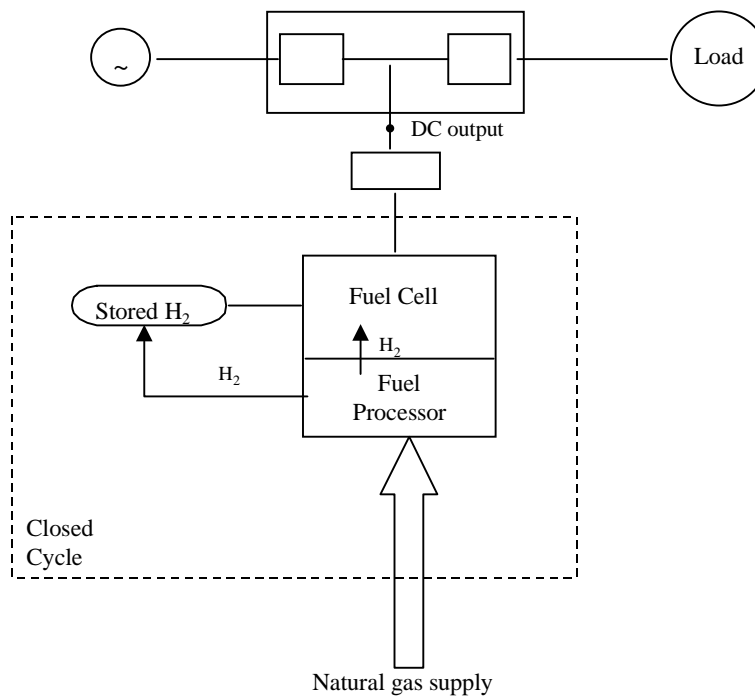 ~
Load
DC output
Fuel Cell
Stored H₂
H₂
H₂
Fuel
Processor
Closed
Cycle
Natural gas supply